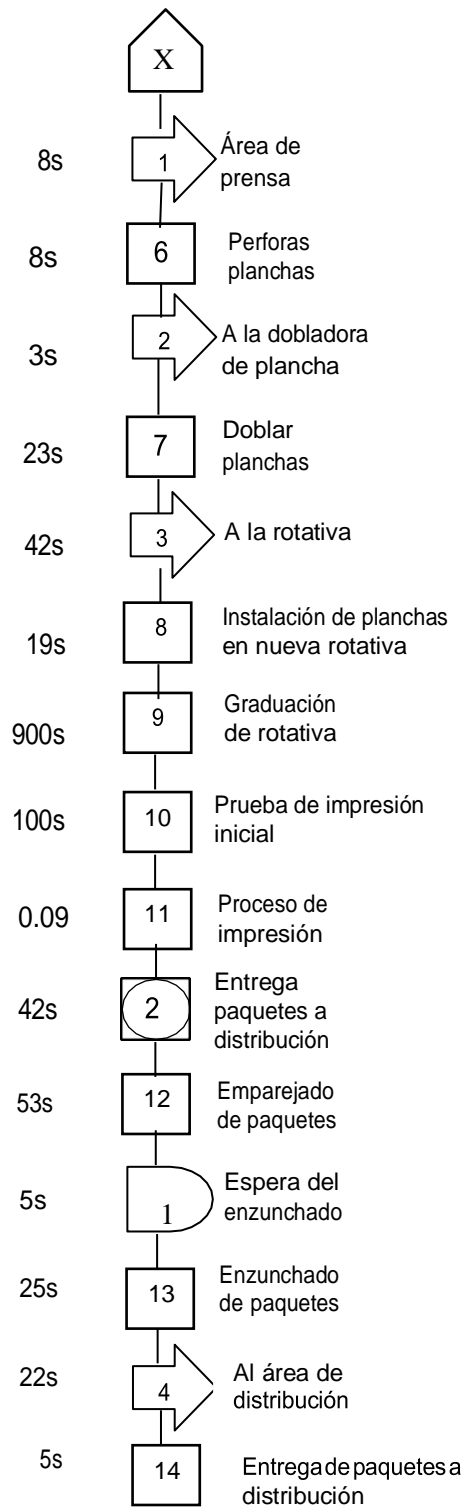 X
8s
1
Área de
prensa
8s
6
Perforas
planchas
3s
2
A la dobladora
de plancha
23s
7
Doblar
planchas
42s
3
A la rotativa
19s
8
Instalación de planchas
en nueva rotativa
900s
9
Graduación
de rotativa
100s
10
Prueba de impresión
inicial
0.09
11
Proceso de
impresión
42s
2
Entrega
paquetes a
distribución
53s
12
Emparejado
de paquetes
5s
1
Espera del
enzunchado
25s
13
Enzunchado
de paquetes
22s
4
Al área de
distribución
5s
14
Entrega de paquetes a
distribución